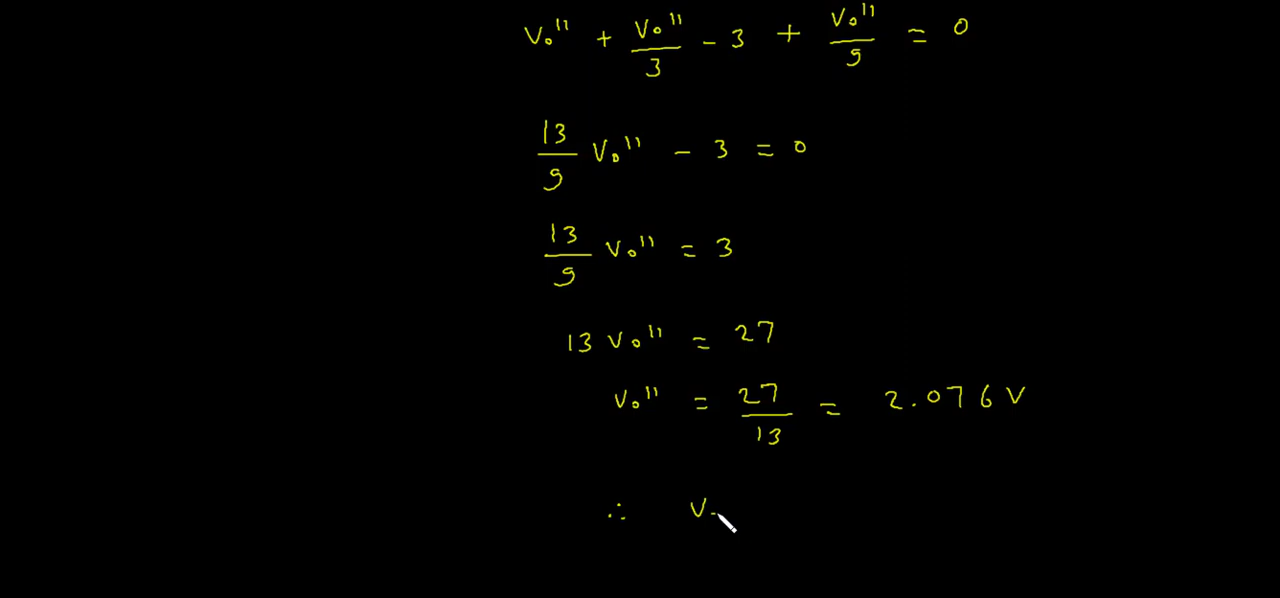 Vo'' + Vo''/3 - 3 + Vo''/9 = 0
13/9 Vo'' - 3 = 0
13/9 Vo'' = 3
13 Vo'' = 27
Vo'' = 27/13 = 2.076 V
∴ V